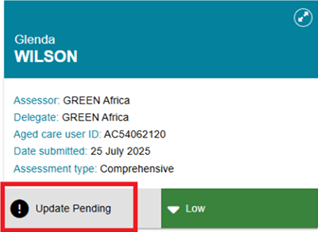 Glenda
WILSON
Assessor: GREEN Africa
Delegate: GREEN Africa
Aged care user ID: AC54062120
Date submitted: 25 July 2025
Assessment type: Comprehensive
Update Pending
Low